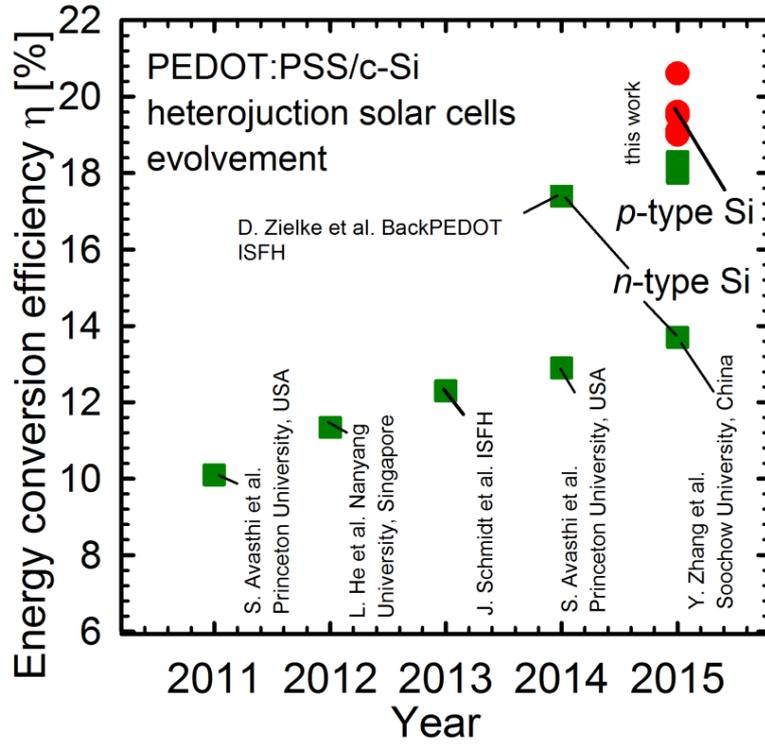 Energy conversion efficiency η [%]
22
20
18
16
14
12
10
8
6
PEDOT:PSS/c-Si
heterojuction solar cells
evolvement
this work
p-type Si
D. Zielke et al. BackPEDOT
ISFH
n-type Si
S. Avasthi et al.
Princeton University, USA
L. He et al. Nanyang
University, Singapore
J. Schmidt et al. ISFH
S. Avasthi et al.
Princeton University, USA
Y. Zhang et al.
Soochow University, China
2011 2012 2013 2014 2015
Year